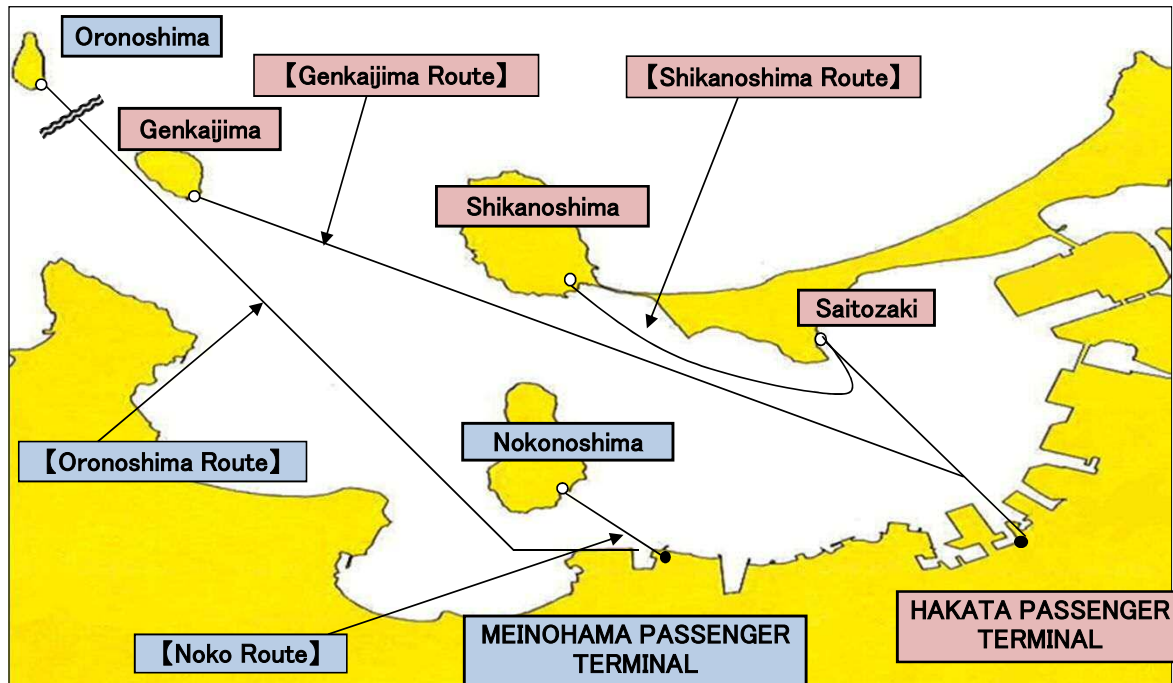 Oronoshima
【Genkaijima Route】
【Shikanoshima Route】
Genkaijima
Shikanoshima
Saitozaki
Nokonoshima
【Oronoshima Route】
HAKATA PASSENGER
TERMINAL
MEINOHAMA PASSENGER
TERMINAL
【Noko Route】